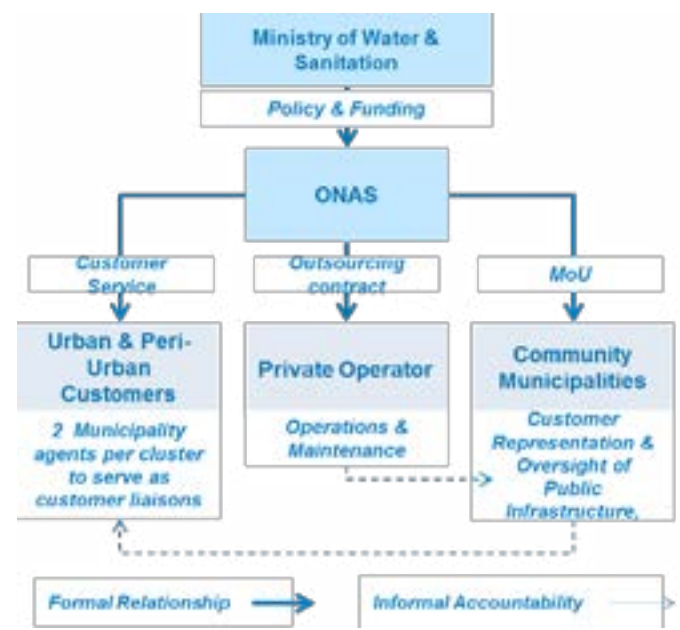 Ministry of Water &
Sanitation
Policy & Funding
ONAS
Customer
Service
Outsourcing
contract
MoU
Urban & Peri-
Urban
Customers
2 Municipality
agents per cluster
to serve as
customer liaisons
Private Operator
Operations &
Maintenance
Community
Municipalities
Customer
Representation &
Oversight of
Public
Infrastructure,
Formal Relationship
Informal Accountability